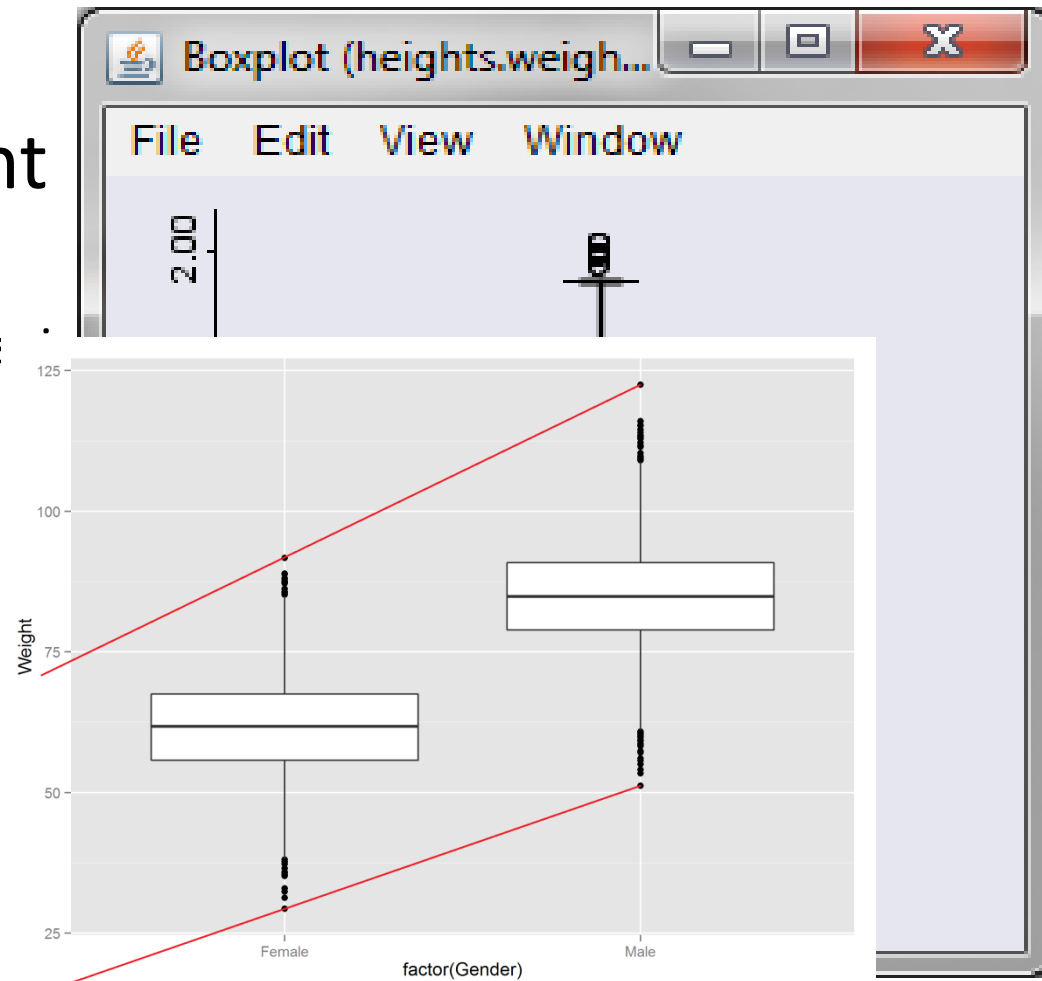 Boxplot (heights.weigh...
nt
File Edit View Window
2.00
125
100
75
50
25
Weight
Female Male
factor(Gender)